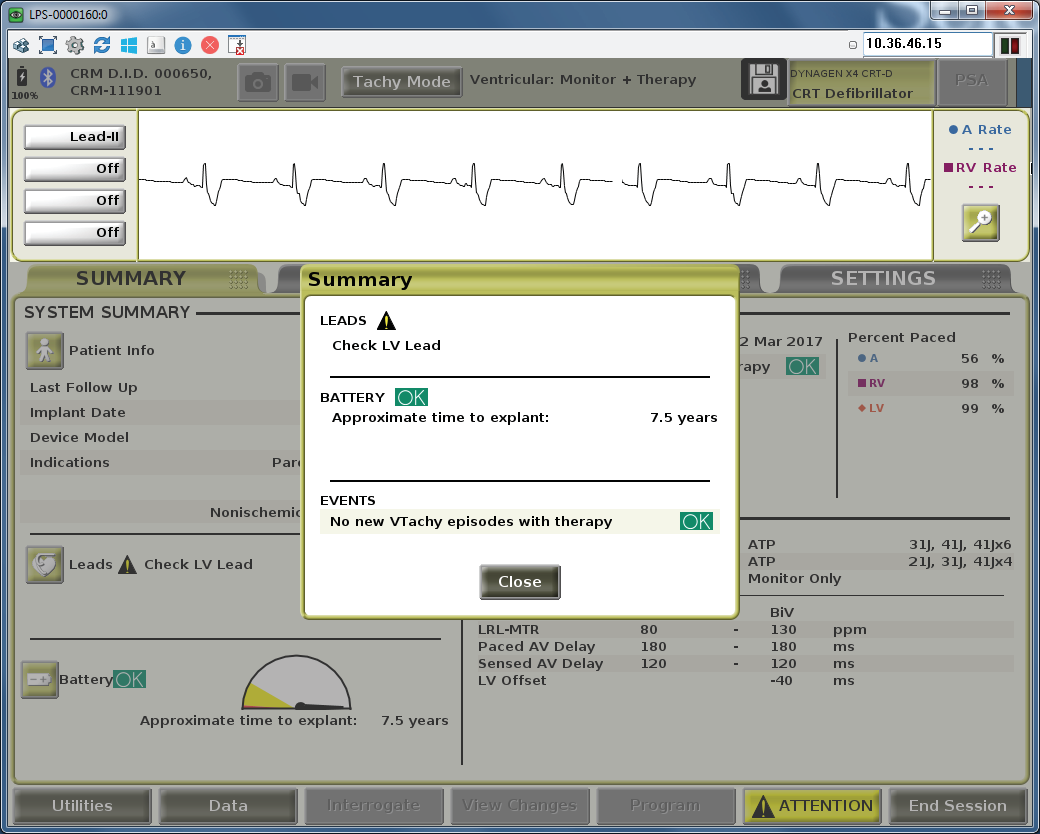 LPS-0000160:0
10.36.46.15
100%
CRM D.I.D. 000650,
CRM-111901
Tachy Mode
Ventricular: Monitor + Therapy
DYNAGEN X4 CRT-D
CRT Defibrillator
PSA
Lead-II
Off
Off
Off
A Rate
- - -
RV Rate
- - -
SUMMARY
SETTINGS
Summary
LEADS
Check LV Lead
BATTERY OK
Approximate time to explant: 7.5 years
EVENTS
No new VTachy episodes with therapy OK
Close
SYSTEM SUMMARY
Patient Info
Last Follow Up
Implant Date
Device Model
Indications
Nonischemic
Leads Check LV Lead
Battery OK
Approximate time to explant: 7.5 years
2 Mar 2017
rapy OK
Percent Paced
A 56 %
RV 98 %
LV 99 %
ATP 31J, 41J, 41Jx6
ATP 21J, 31J, 41Jx4
Monitor Only
BiV
LRL-MTR 80 - 130 ppm
Paced AV Delay 180 - 180 ms
Sensed AV Delay 120 - 120 ms
LV Offset -40 ms
Utilities
Data
Interrogate
View Changes
Program
ATTENTION
End Session